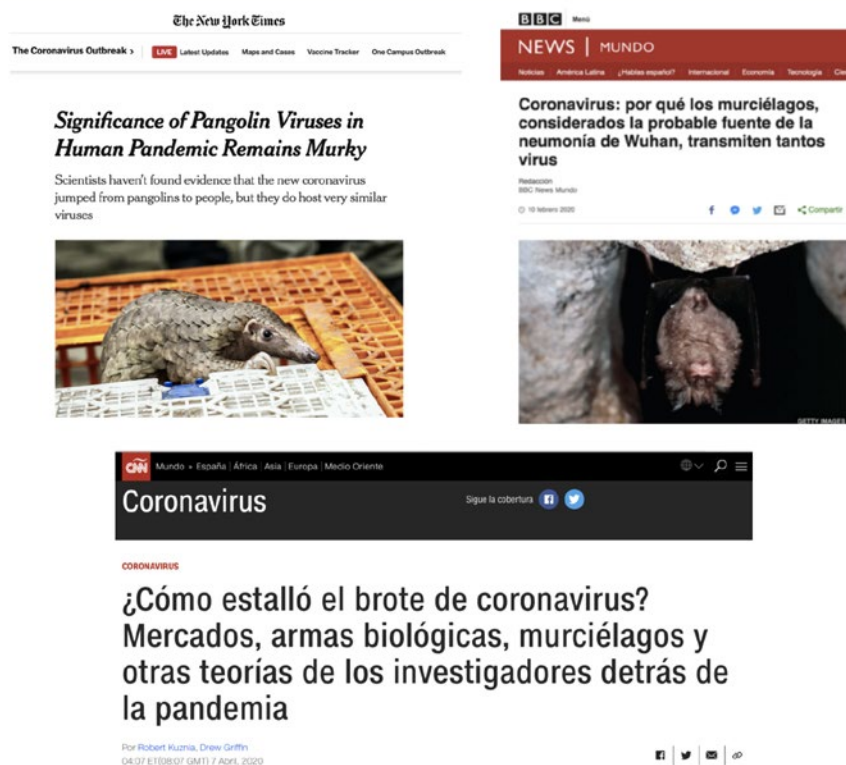 The New York Times
The Coronavirus Outbreak > LIVE Latest Updates Maps and Cases Vaccine Tracker One Campus Outbreak
Significance of Pangolin Viruses in
Human Pandemic Remains Murky
Scientists haven't found evidence that the new coronavirus
jumped from pangolins to people, but they do host very similar
viruses
BBC Menú
NEWS | MUNDO
Noticias América Latina ¿Hablas español? Internacional Economía Tecnología
Coronavirus: por qué los murciélagos,
considerados la probable fuente de la
neumonía de Wuhan, transmiten tantos
virus
Redacción
BBC News Mundo
10 febrero 2020 Compartir
GETTY IMAGES
CNN Mundo + España | África | Asia | Europa | Medio Oriente
Coronavirus Sigue la cobertura
CORONAVIRUS
¿Cómo estalló el brote de coronavirus?
Mercados, armas biológicas, murciélagos y
otras teorías de los investigadores detrás de
la pandemia
Por Robert Kuznia, Drew Griffin
04:07 ET(08:07 GMT) 7 Abril, 2020